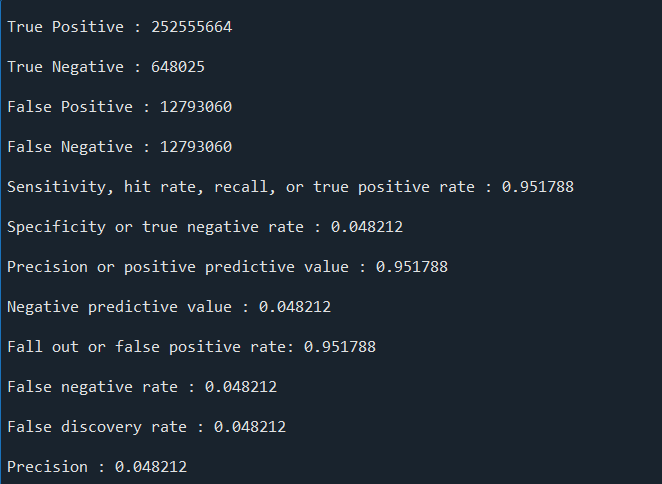 True Positive : 252555664
True Negative : 648025
False Positive : 12793060
False Negative : 12793060
Sensitivity, hit rate, recall, or true positive rate : 0.951788
Specificity or true negative rate : 0.048212
Precision or positive predictive value : 0.951788
Negative predictive value : 0.048212
Fall out or false positive rate: 0.951788
False negative rate : 0.048212
False discovery rate : 0.048212
Precision : 0.048212